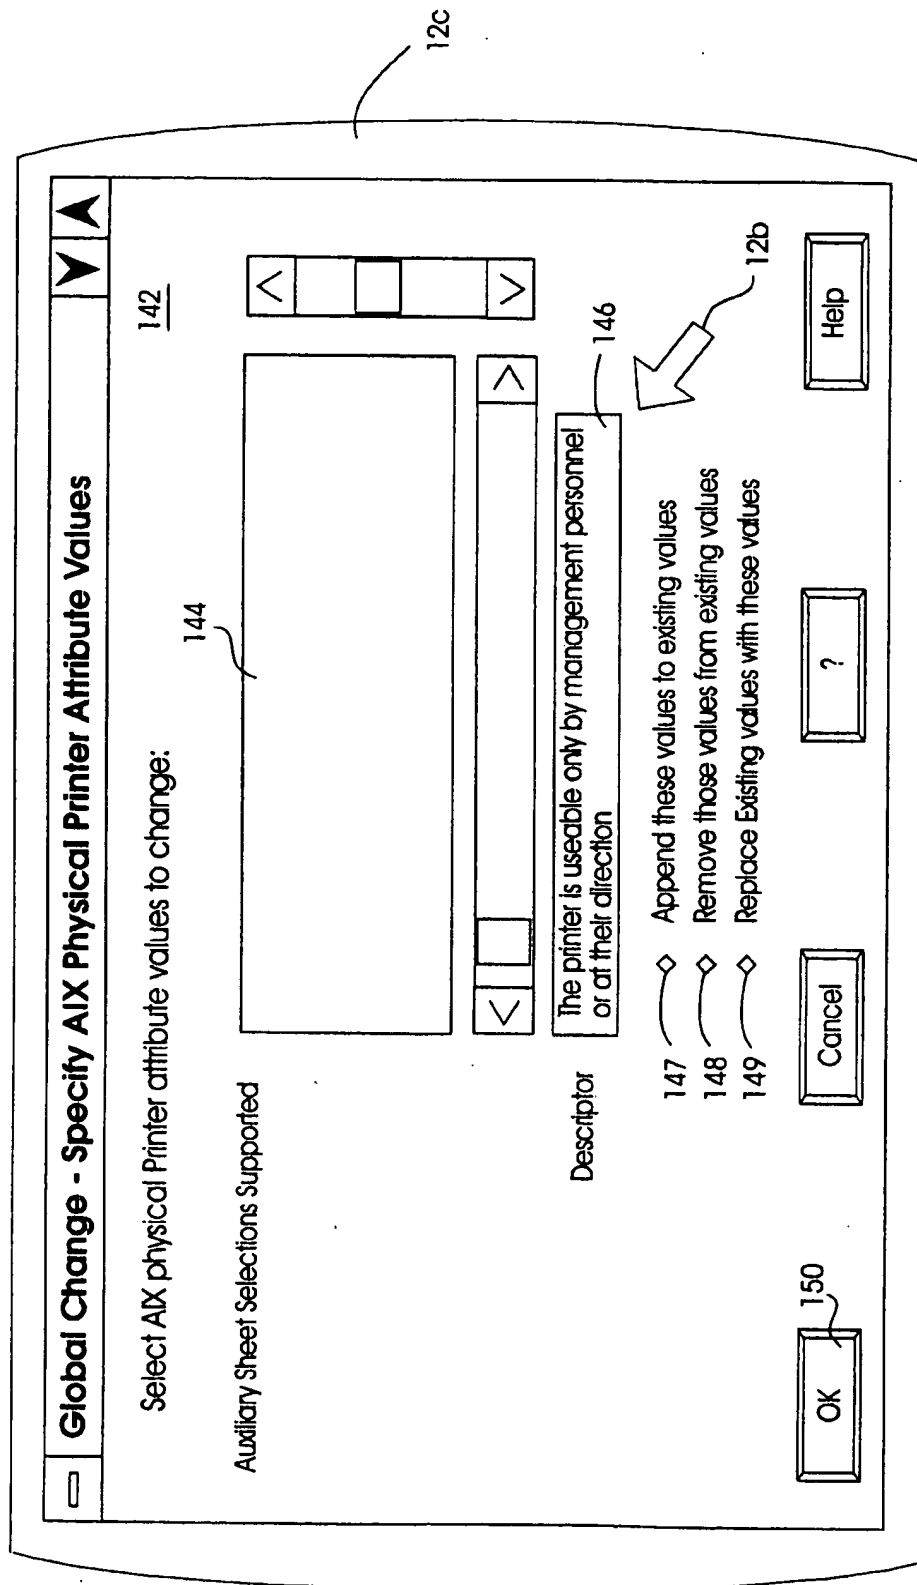 12c
Global Change - Specify AIX Physical Printer Attribute Values
142
Select AIX physical Printer attribute values to change:
144
Auxiliary Sheet Selections Supported
Descriptor
The printer is useable only by management personnel
or at their direction
146
12b
147
Append these values to existing values
148
Remove those values from existing values
149
Replace Existing values with these values
150
OK
Cancel
?
Help